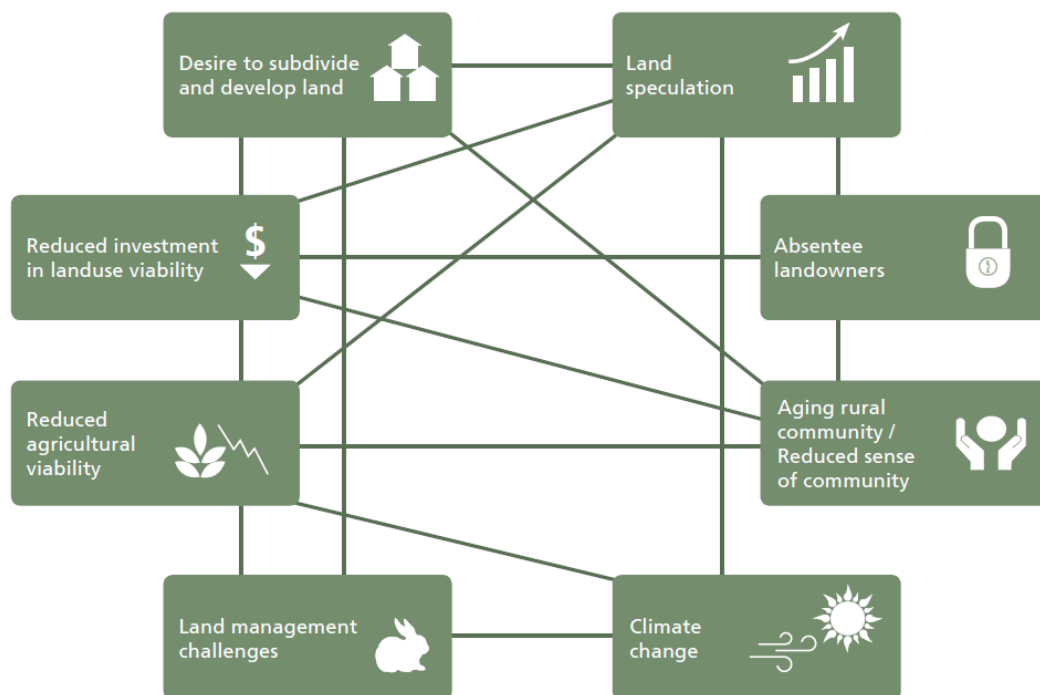 Desire to subdivide
and develop land
Land
speculation
Reduced investment
in landuse viability
$
Absentee
landowners
Reduced
agricultural
viability
Aging rural
community /
Reduced sense
of community
Land management
challenges
Climate
change